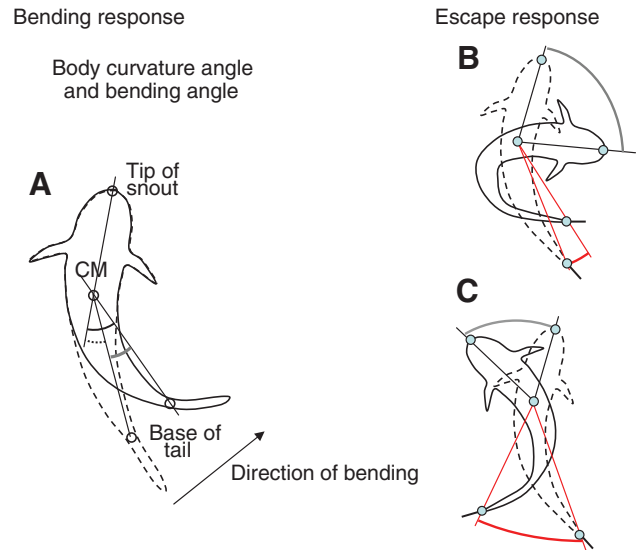 Bending response
Body curvature angle
and bending angle
A
Tip of
snout
CM
Base of
tail
Direction of bending
Escape response
B
C